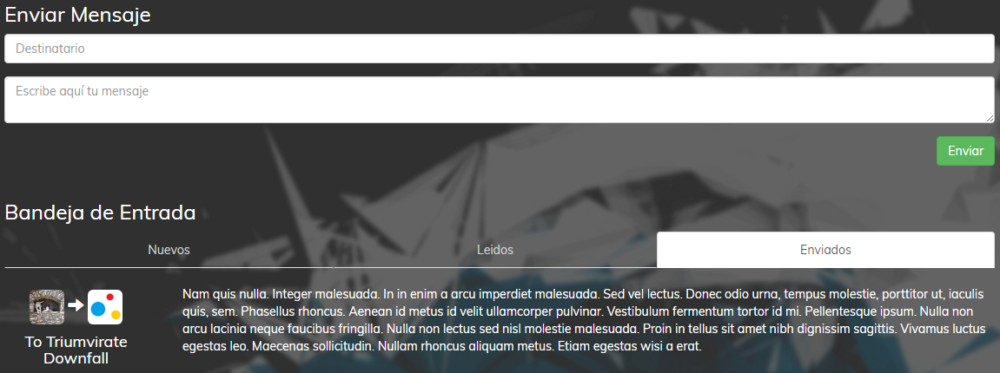 Enviar Mensaje
Destinatario
Escribe aquí tu mensaje
Enviar
Bandeja de Entrada
Nuevos
Leidos
Enviados
To Triumvirate
Downfall
Nam quis nulla. Integer malesuada. In in enim a arcu imperdiet malesuada. Sed vel lectus. Donec odio urna, tempus molestie, porttitor ut, iaculis
quis, sem. Phasellus rhoncus. Aenean id metus id velit ullamcorper pulvinar. Vestibulum fermentum tortor id mi. Pellentesque ipsum. Nulla non
arcu lacinia neque faucibus fringilla. Nulla non lectus sed nisl molestie malesuada. Proin in tellus sit amet nibh dignissim sagittis. Vivamus luctus
egestas leo. Maecenas sollicitudin. Nullam rhoncus aliquam metus. Etiam egestas wisi a erat.